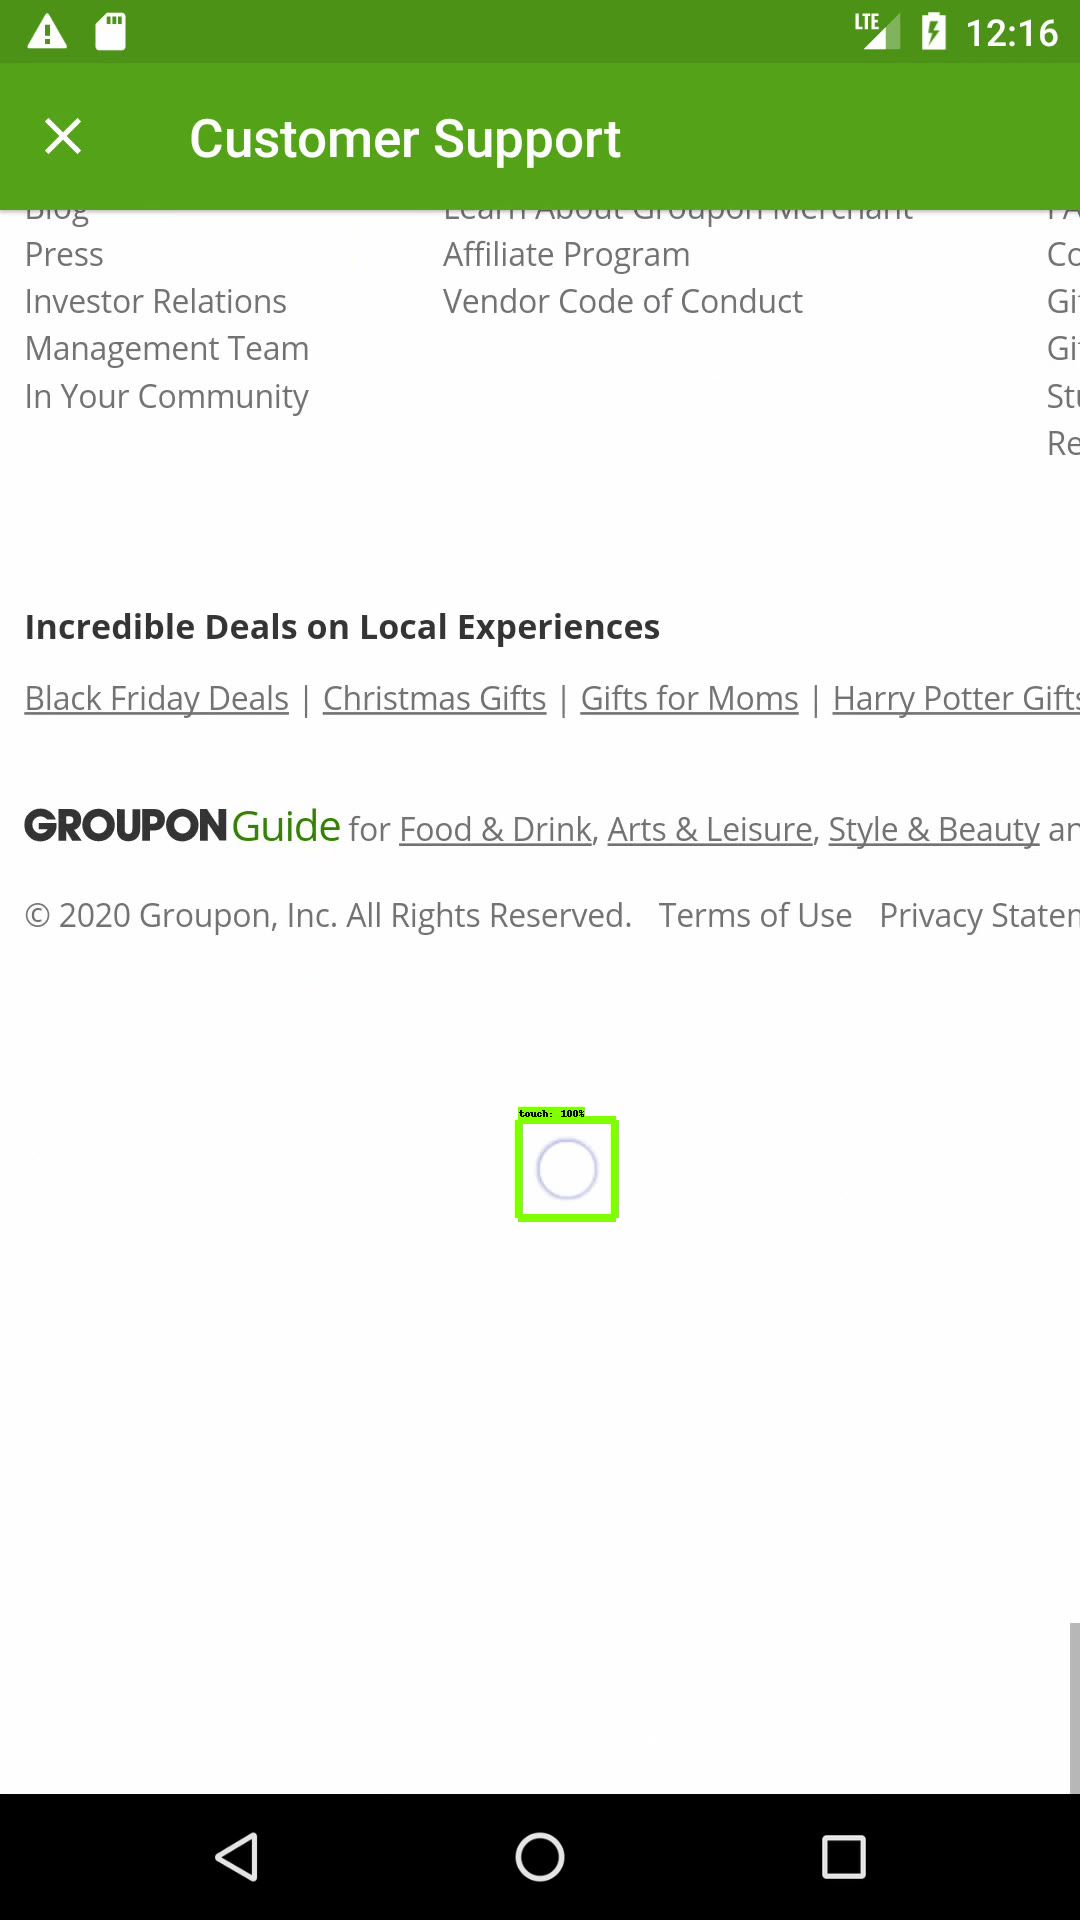 LTE 12:16
Customer Support
Blog Learn About Groupon Merchant FA
Press Affiliate Program Co
Investor Relations Vendor Code of Conduct Gi
Management Team Gi
In Your Community Stu
Re
Incredible Deals on Local Experiences
Black Friday Deals | Christmas Gifts | Gifts for Moms | Harry Potter Gifts
GROUPON Guide for Food & Drink, Arts & Leisure, Style & Beauty an
© 2020 Groupon, Inc. All Rights Reserved. Terms of Use Privacy Statem
touch: 100%